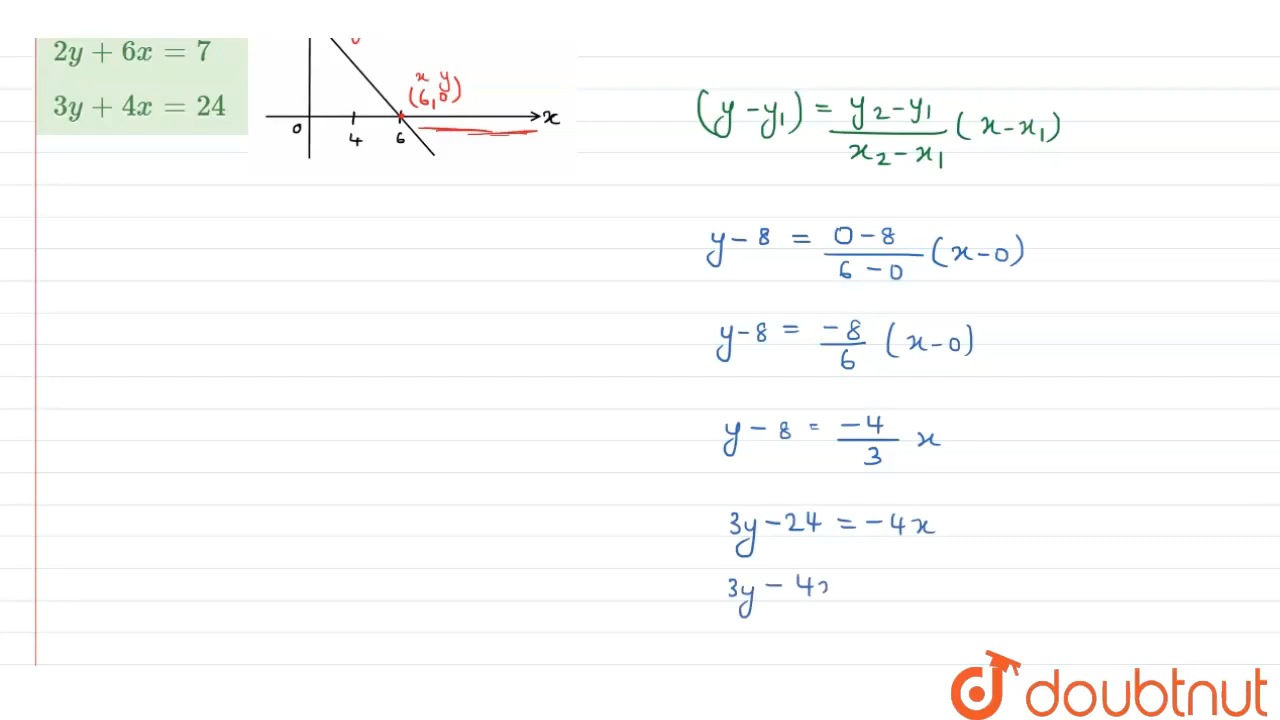 2y + 6x = 7
3y + 4x = 24
x y
(6,0)
0
4
6
x
(y - y₁) = y₂ - y₁ / x₂ - x₁ (x - x₁)
y - 8 = 0 - 8 / 6 - 0 (x - 0)
y - 8 = -8 / 6 (x - 0)
y - 8 = -4 / 3 x
3y - 24 = -4x
3y - 4x
doubtnut